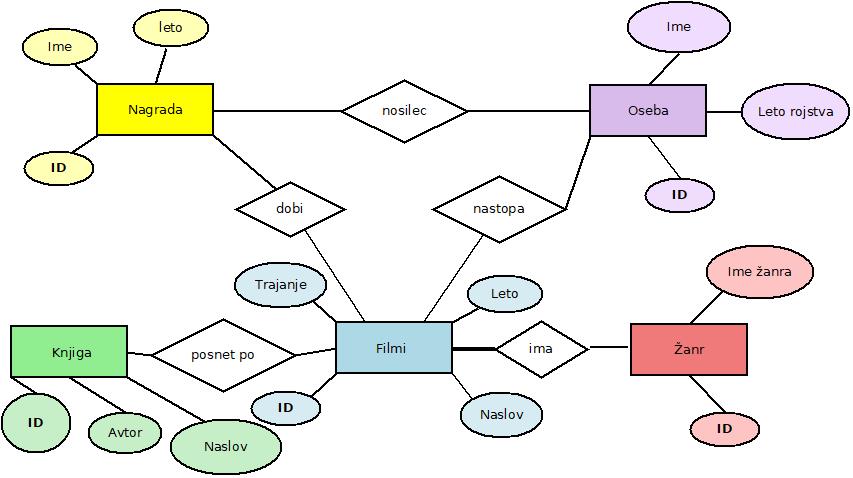 Ime
leto
Ime
Nagrada
nosilec
Oseba
Leto rojstva
ID
ID
dobi
nastopa
Trajanje
Leto
Ime žanra
Knjiga
posnet po
Filmi
ima
Žanr
ID
Avtor
Naslov
ID
Naslov
ID